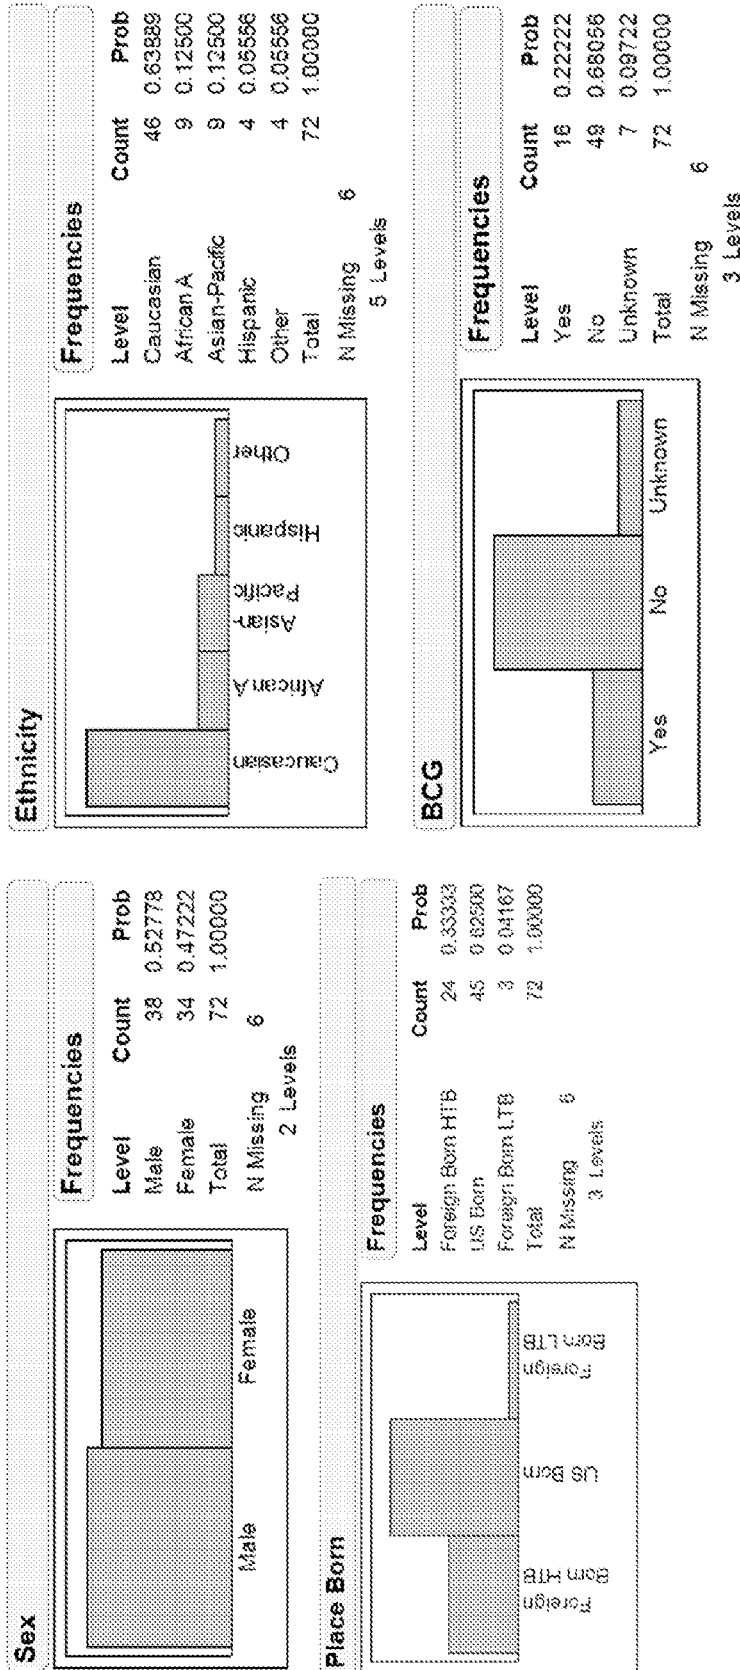 Sex
Male
Female
Frequencies
Level Count Prob
Male 38 0.52778
Female 34 0.47222
Total 72 1.00000
N Missing 6
2 Levels
Ethnicity
Caucasian
African A
Asian-
Pacific
Hispanic
Other
Frequencies
Level Count Prob
Caucasian 46 0.63889
African A 9 0.12500
Asian-Pacific 9 0.12500
Hispanic 4 0.05556
Other 4 0.05556
Total 72 1.00000
N Missing 6
5 Levels
Place Born
Foreign
Born HTB
US Born
Foreign
Born LTB
Frequencies
Level Count Prob
Foreign Born HTB 24 0.33333
US Born 45 0.62500
Foreign Born LTB 3 0.04167
Total 72 1.00000
N Missing 6
3 Levels
BCG
Yes
No
Unknown
Frequencies
Level Count Prob
Yes 16 0.22222
No 49 0.68056
Unknown 7 0.09722
Total 72 1.00000
N Missing 6
3 Levels